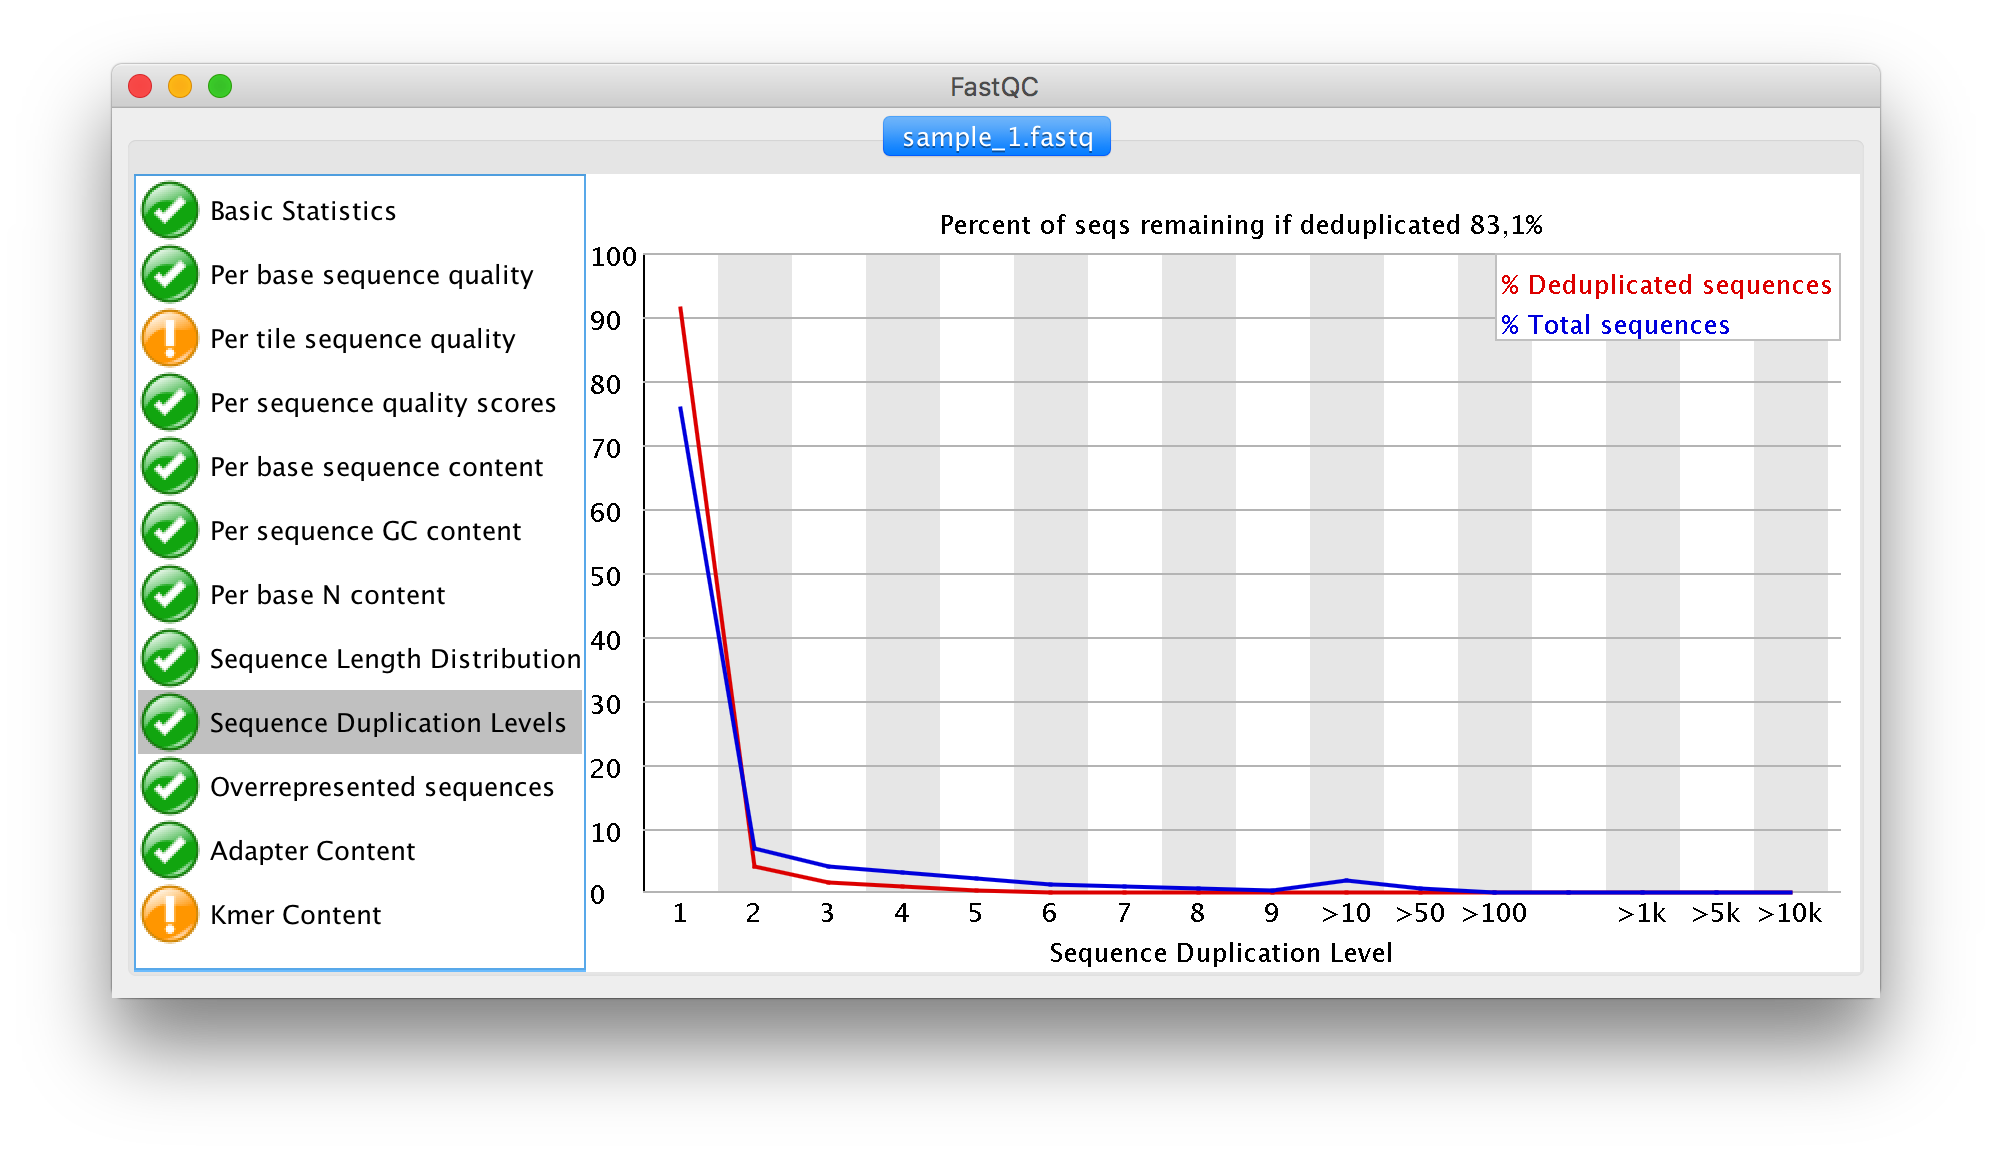 FastQC
sample_1.fastq
Basic Statistics
Per base sequence quality
Per tile sequence quality
Per sequence quality scores
Per base sequence content
Per sequence GC content
Per base N content
Sequence Length Distribution
Sequence Duplication Levels
Overrepresented sequences
Adapter Content
Kmer Content
Percent of seqs remaining if deduplicated 83,1%
% Deduplicated sequences
% Total sequences
100
90
80
70
60
50
40
30
20
10
0
1 2 3 4 5 6 7 8 9 >10 >50 >100 >1k >5k >10k
Sequence Duplication Level